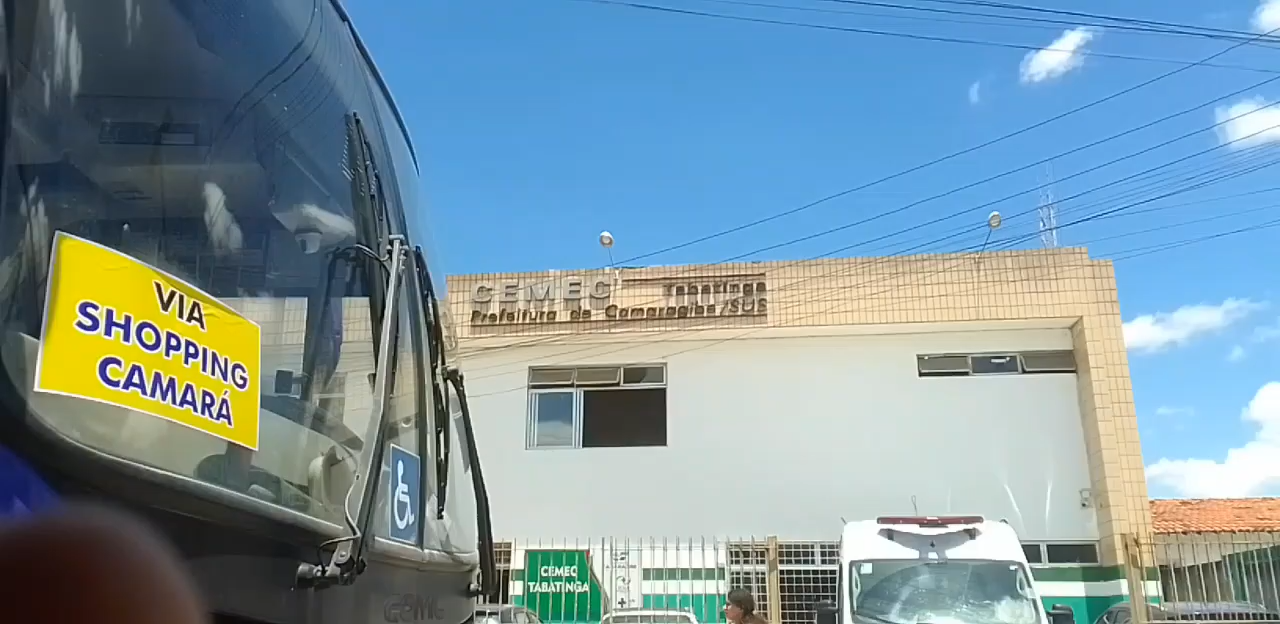 VIA
SHOPPING
CAMARÁ
CEMEC Tabatinga
Prefeitura de Camaragibe/SUS
CEMEC
TABATINGA